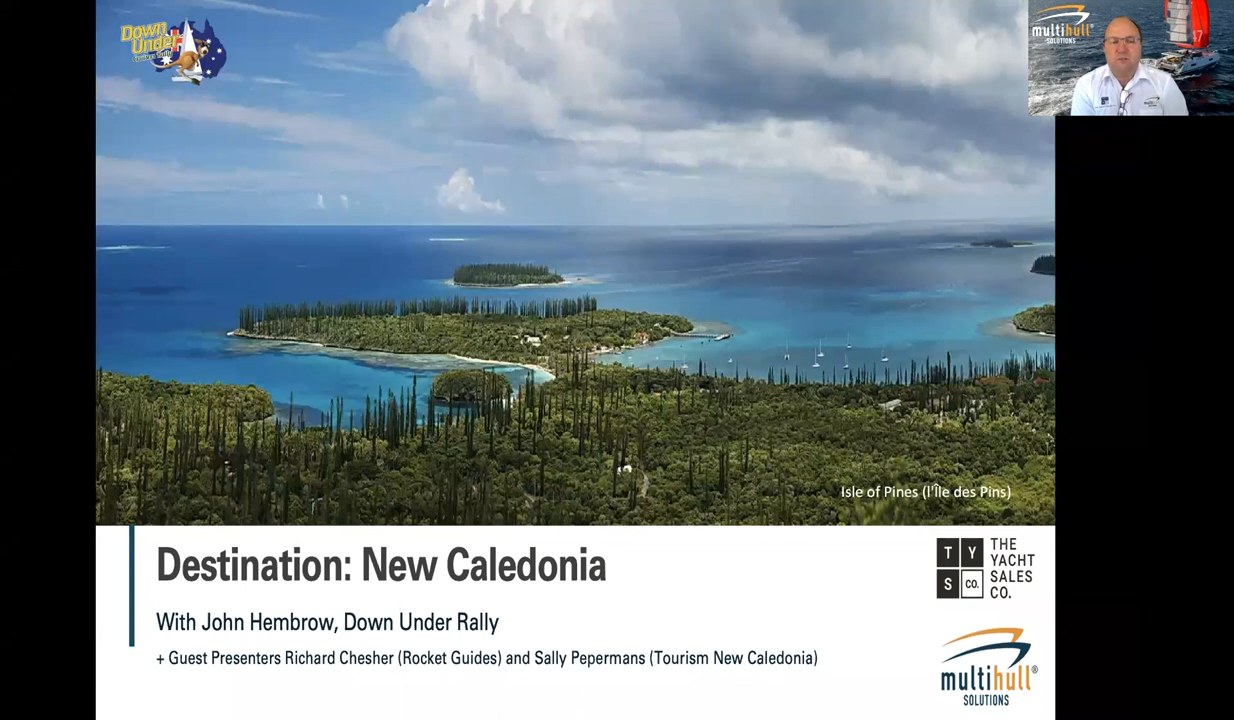 Down
Under
multihull®
SOLUTIONS
Isle of Pines (l'Île des Pins)
Destination: New Caledonia
With John Hembrow, Down Under Rally
+ Guest Presenters Richard Chesher (Rocket Guides) and Sally Pepermans (Tourism New Caledonia)
T Y S CO.
THE
YACHT
SALES
CO.
multihull®
SOLUTIONS